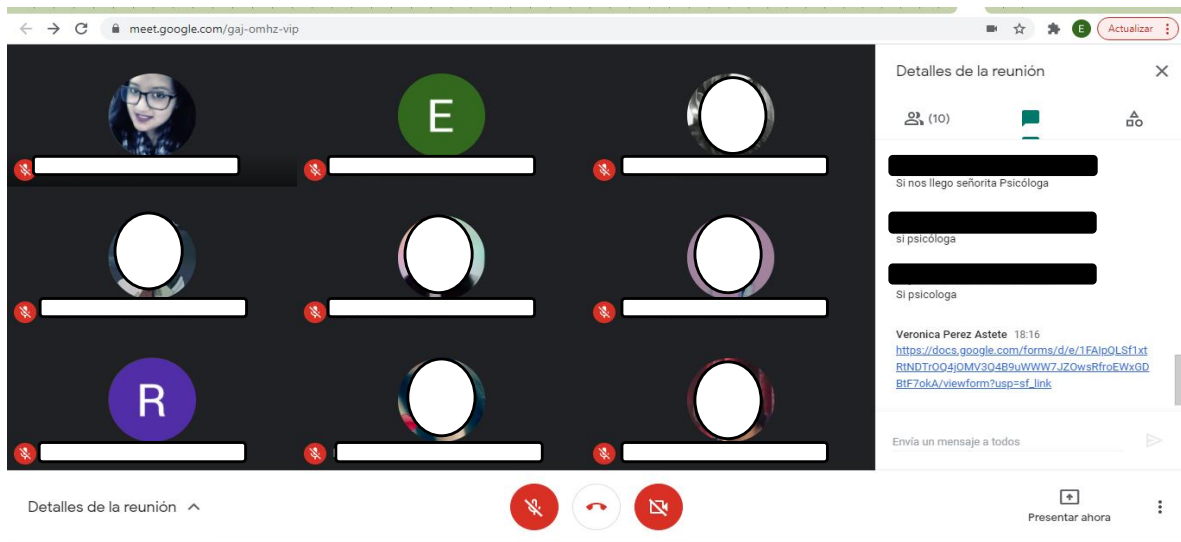 meet.google.com/gaj-omhz-vip
E
Actualizar
Detalles de la reunión
(10)
E
Si nos llego señorita Psicóloga
si psicóloga
Si psicologa
Veronica Perez Astete 18:16
https://docs.google.com/forms/d/e/1FAIpQLSf1xt
RtNDTrOQ4jOMV3Q4B9uWWW7JZOwsRfroEWxGD
BtF7okA/viewform?usp=sf_link
R
Envía un mensaje a todos
Detalles de la reunión
Presentar ahora